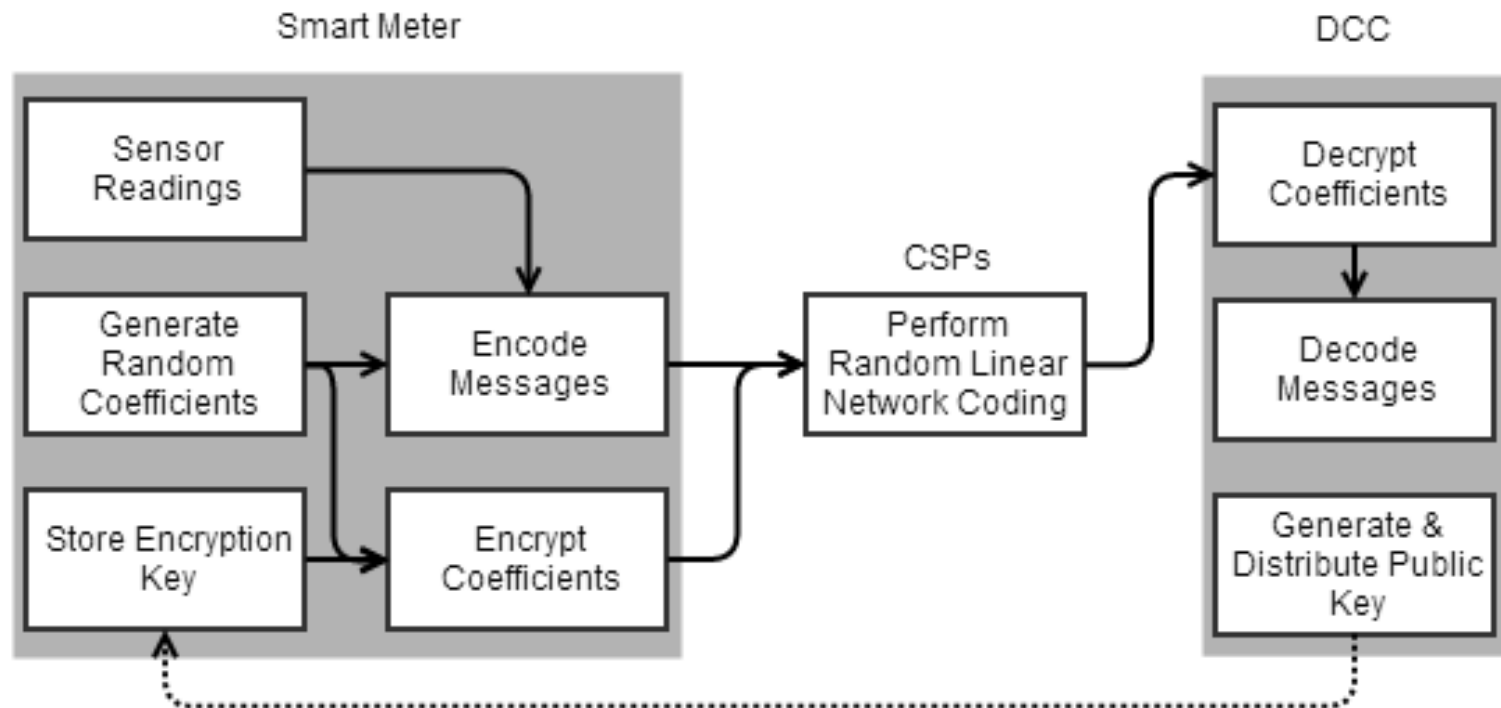 Smart Meter
DCC
Sensor
Readings
Generate
Random
Coefficients
Store Encryption
Key
Encode
Messages
Encrypt
Coefficients
CSPs
Perform
Random Linear
Network Coding
Decrypt
Coefficients
Decode
Messages
Generate &
Distribute Public
Key